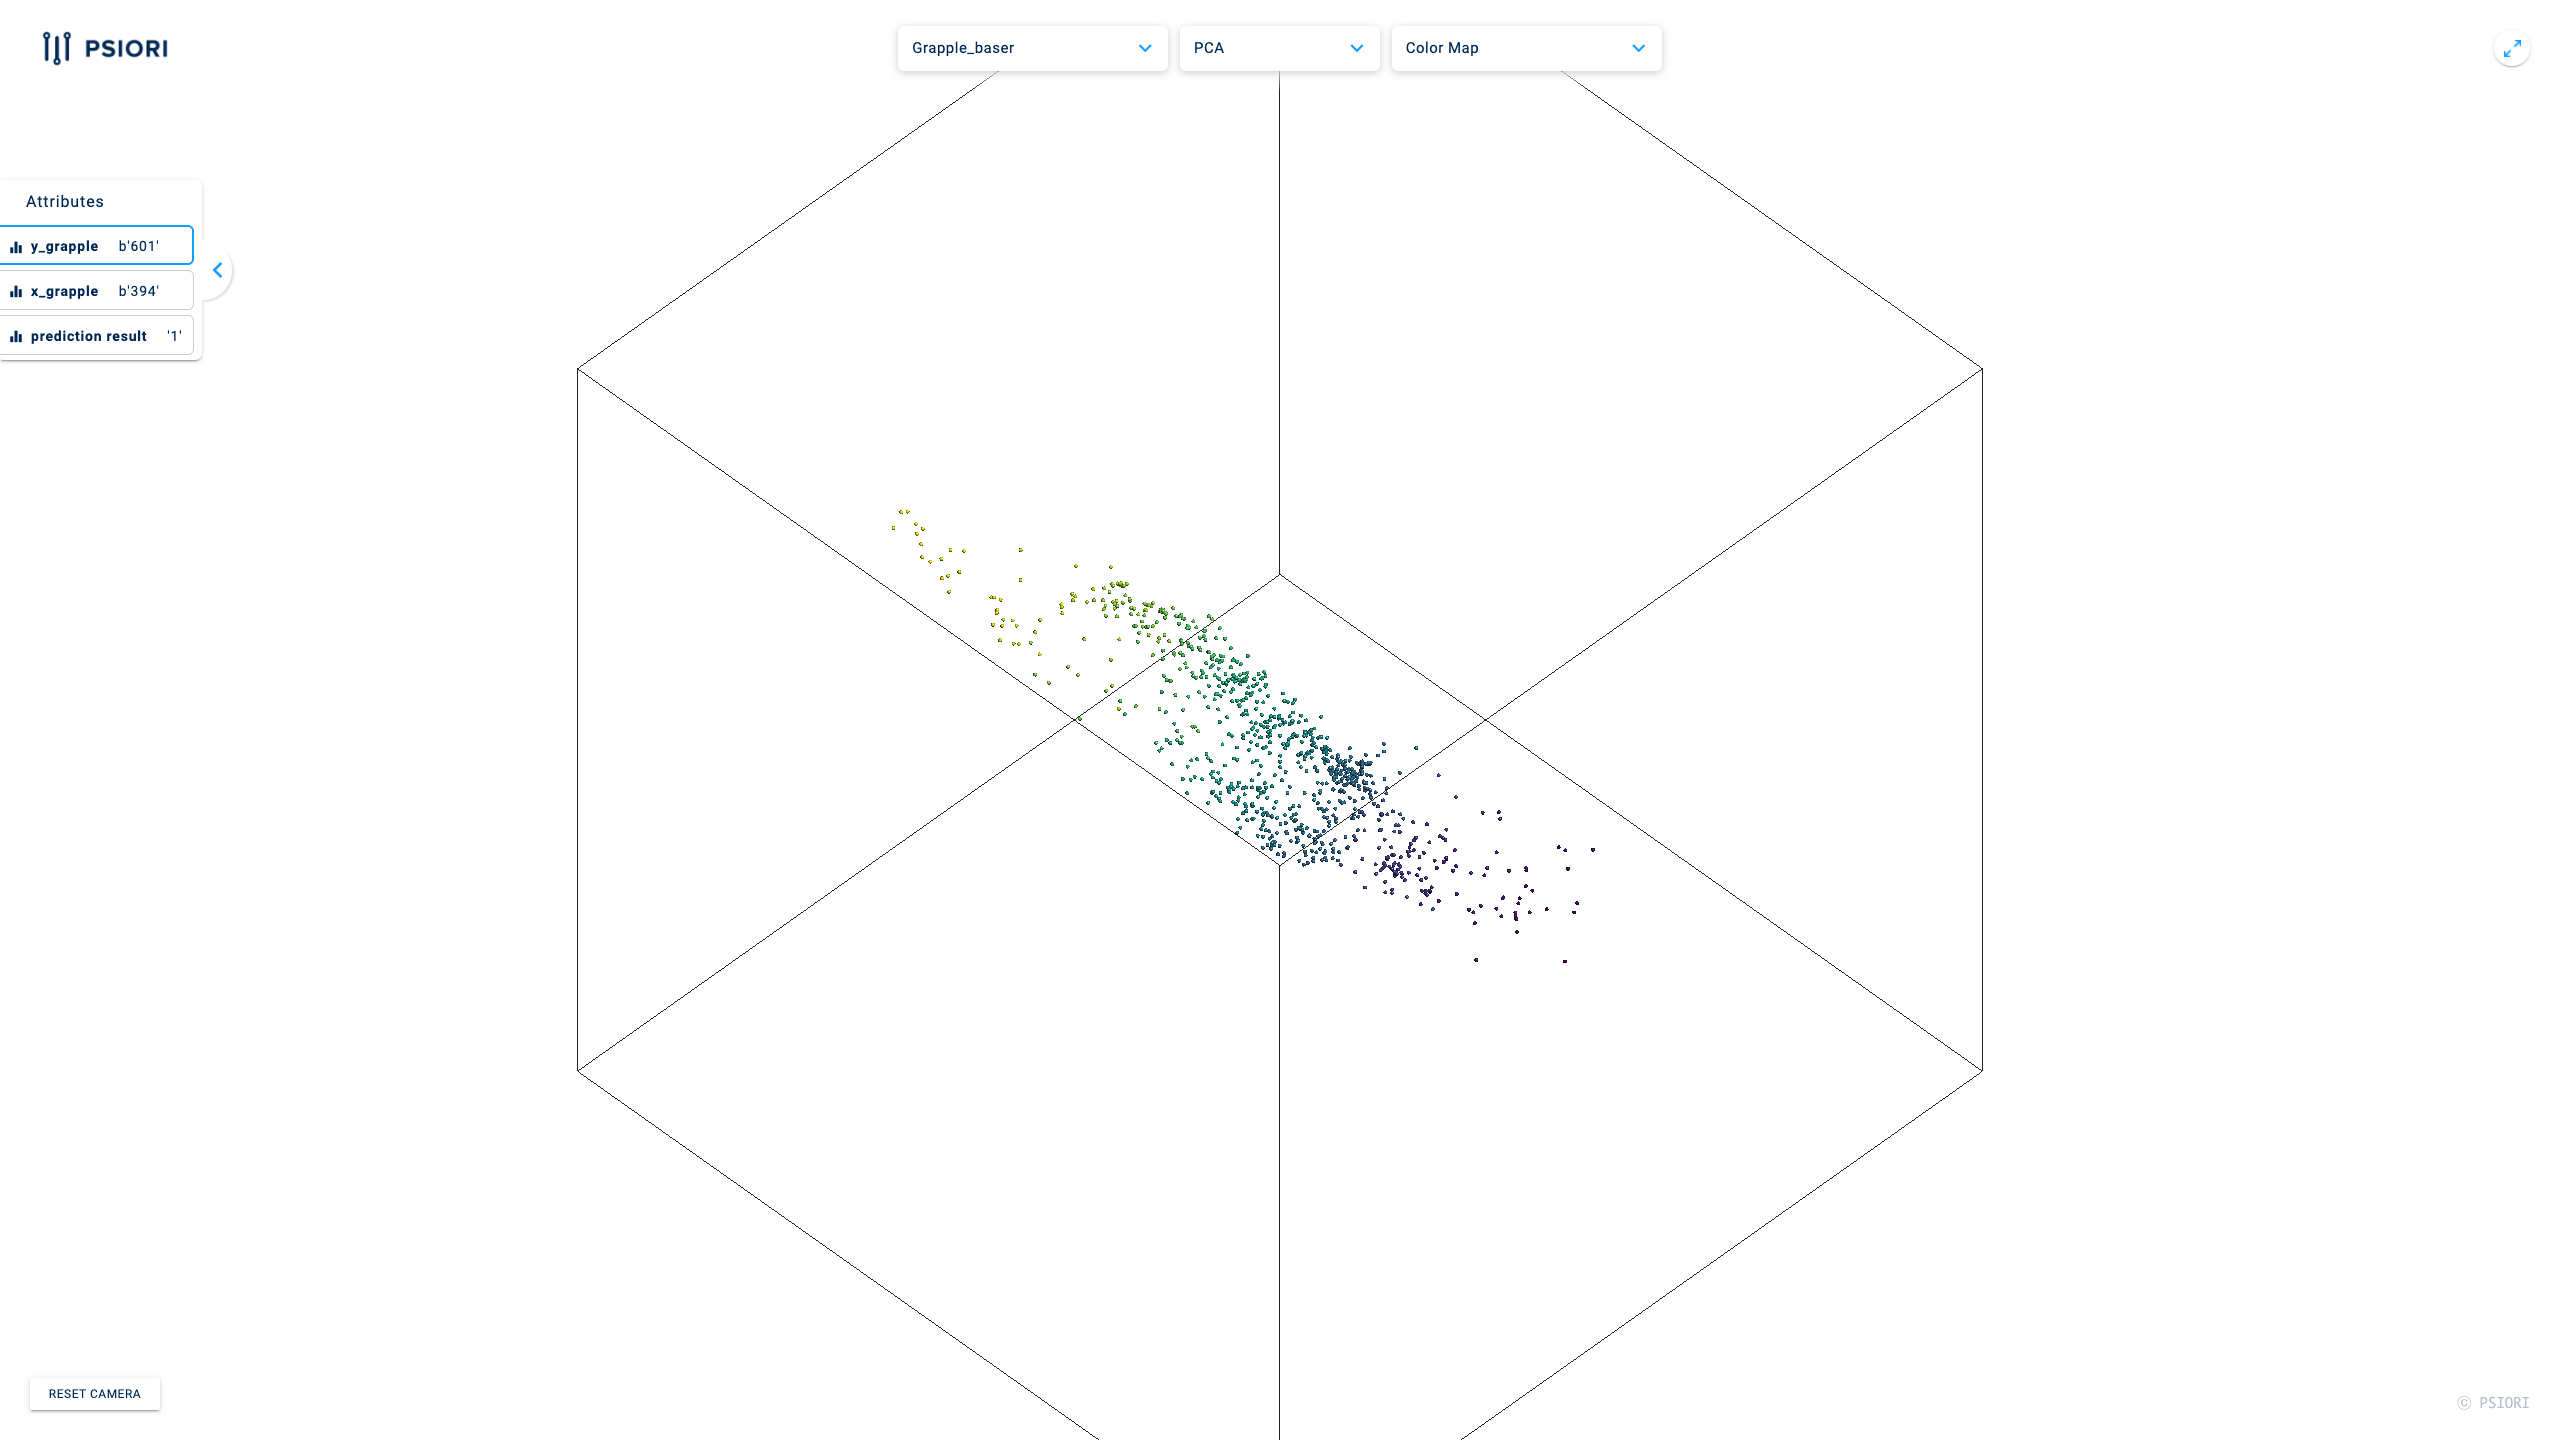 PSIORI
Grapple_baser
PCA
Color Map
Attributes
y_grapple b'601'
x_grapple b'394'
prediction result '1'
RESET CAMERA
© PSIORI